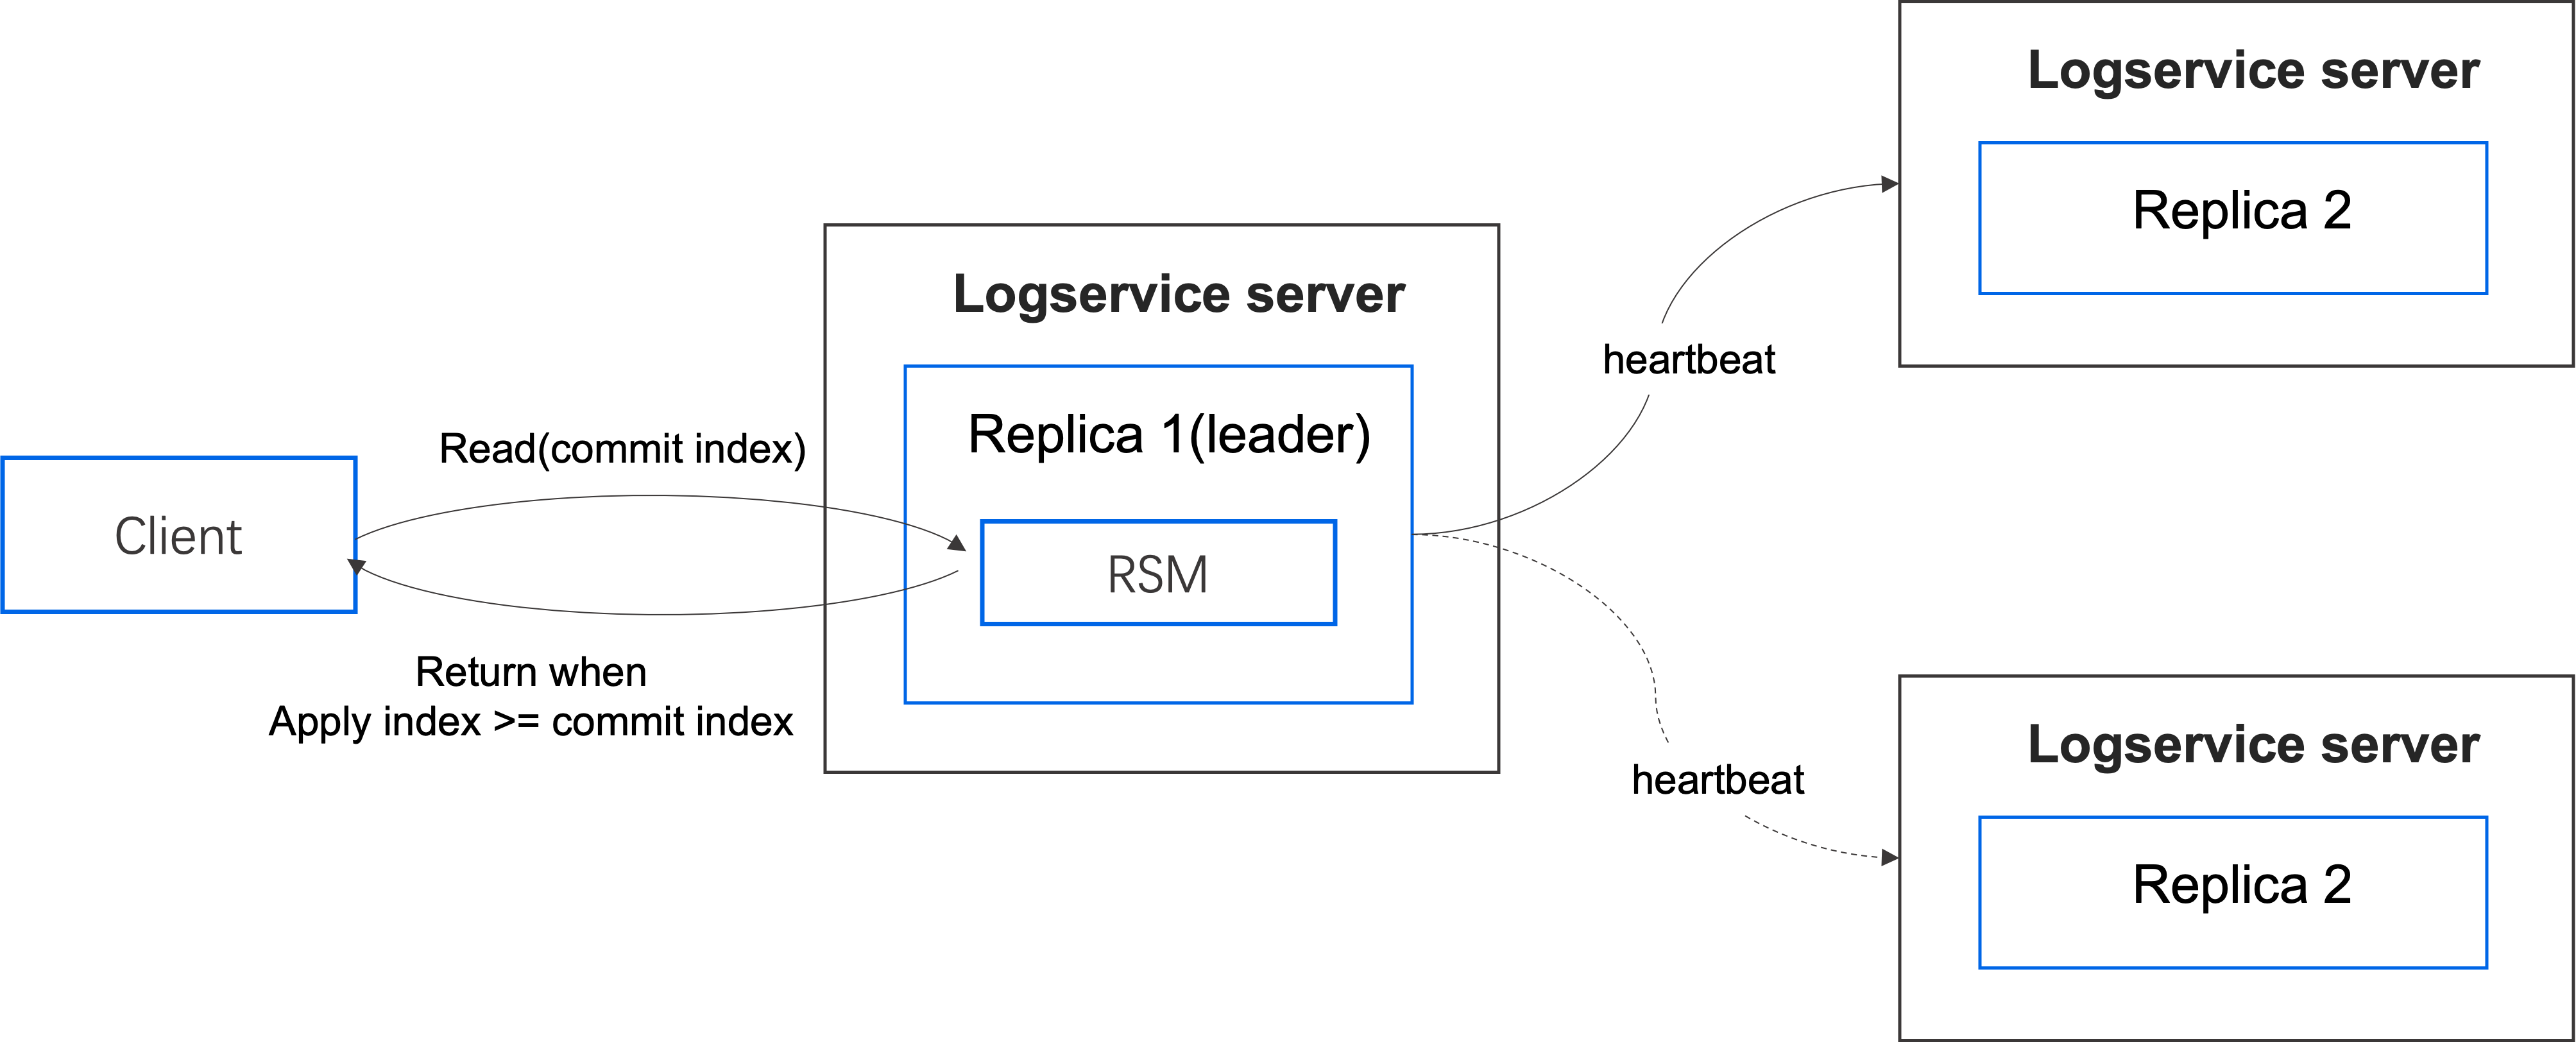 Client
Read(commit index)
Return when
Apply index >= commit index
Logservice server
Replica 1(leader)
RSM
heartbeat
heartbeat
Logservice server
Replica 2
Logservice server
Replica 2